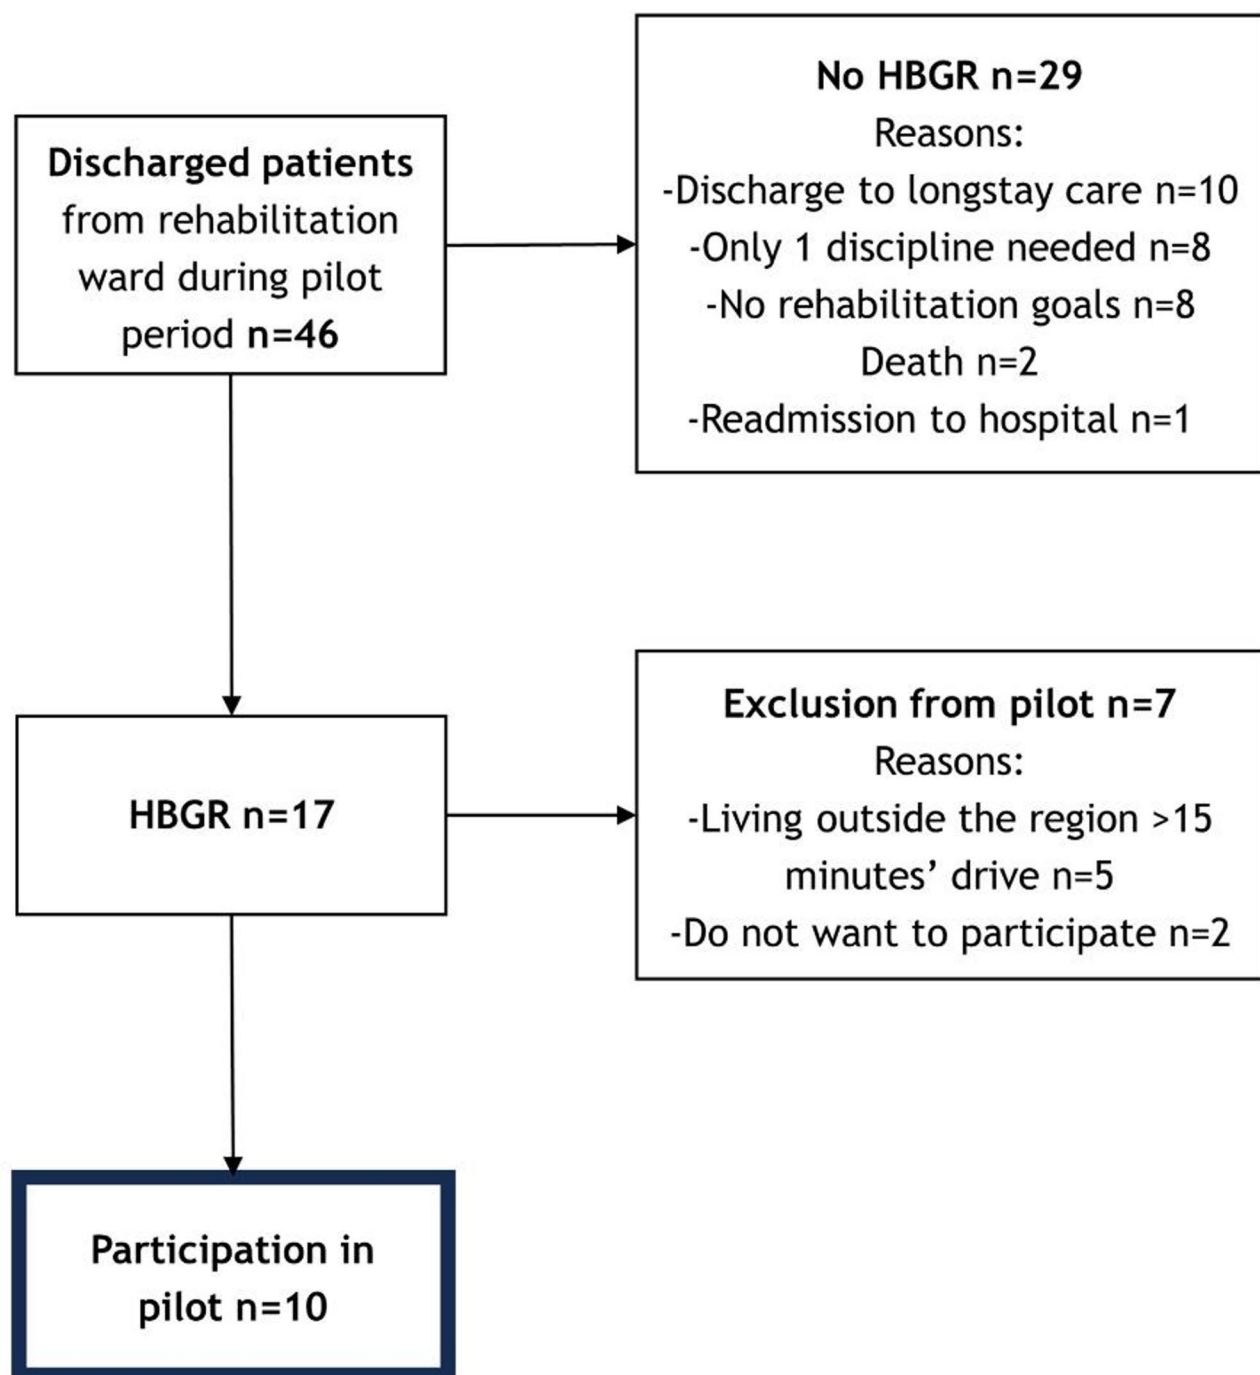 Discharged patients
from rehabilitation
ward during pilot
period n=46
No HBGR n=29
Reasons:
-Discharge to longstay care n=10
-Only 1 discipline needed n=8
-No rehabilitation goals n=8
Death n=2
-Readmission to hospital n=1
HBGR n=17
Exclusion from pilot n=7
Reasons:
-Living outside the region >15
minutes’ drive n=5
-Do not want to participate n=2
Participation in
pilot n=10